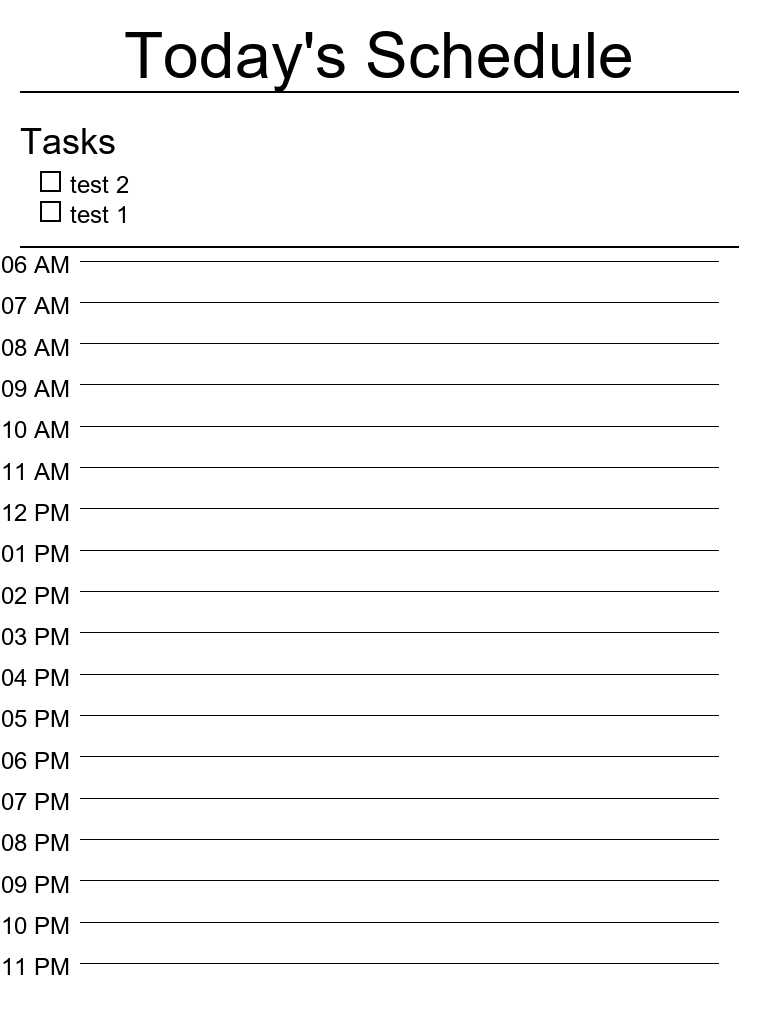 Today's Schedule
Tasks
test 2
test 1
06 AM
07 AM
08 AM
09 AM
10 AM
11 AM
12 PM
01 PM
02 PM
03 PM
04 PM
05 PM
06 PM
07 PM
08 PM
09 PM
10 PM
11 PM